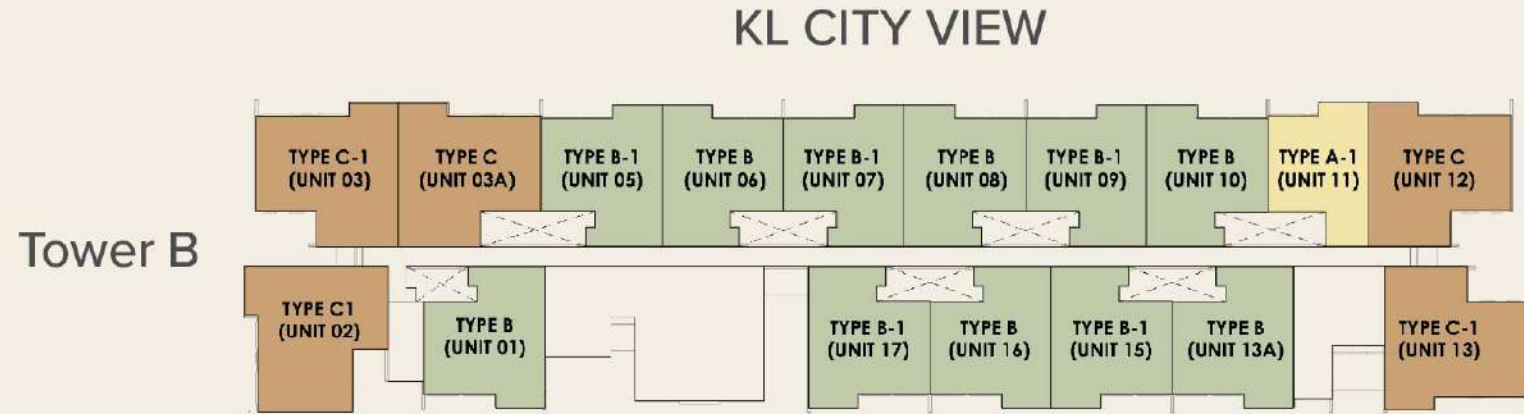 KL CITY VIEW
Tower B
TYPE C-1
(UNIT 03)
TYPE C
(UNIT 03A)
TYPE B-1
(UNIT 05)
TYPE B
(UNIT 06)
TYPE B-1
(UNIT 07)
TYPE B
(UNIT 08)
TYPE B-1
(UNIT 09)
TYPE B
(UNIT 10)
TYPE A-1
(UNIT 11)
TYPE C
(UNIT 12)
TYPE C1
(UNIT 02)
TYPE B
(UNIT 01)
TYPE B-1
(UNIT 17)
TYPE B
(UNIT 16)
TYPE B-1
(UNIT 15)
TYPE B
(UNIT 13A)
TYPE C-1
(UNIT 13)